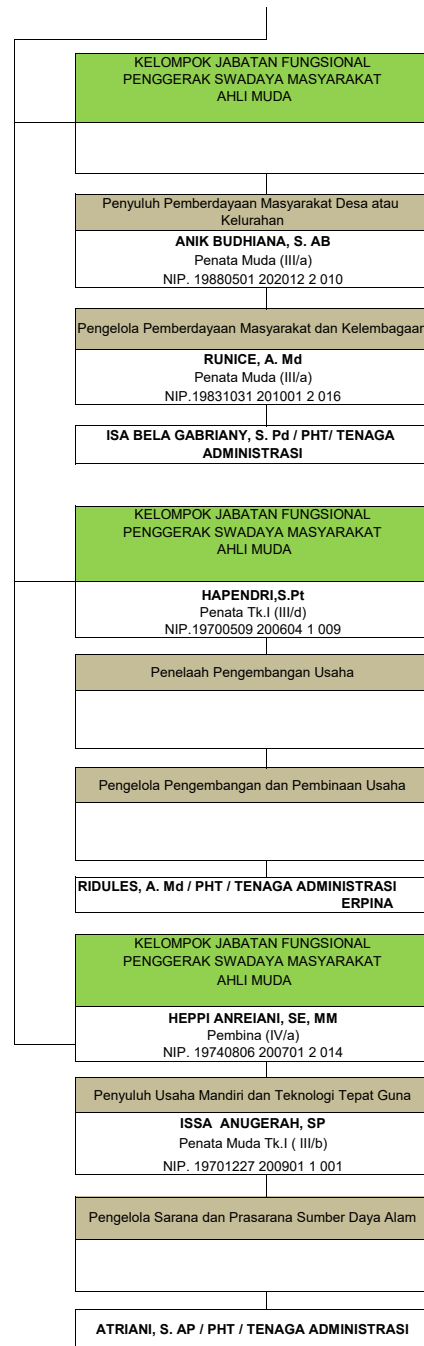 KELOMPOK JABATAN FUNGSIONAL
PENGGERAK SWADAYA MASYARAKAT
AHLI MUDA
Penyuluh Pemberdayaan Masyarakat Desa atau
Kelurahan
ANIK BUDHIANA, S. AB
Penata Muda (III/a)
NIP. 19880501 202012 2 010
Pengelola Pemberdayaan Masyarakat dan Kelembagaan
RUNICE, A. Md
Penata Muda (III/a)
NIP.19831031 201001 2 016
ISA BELA GABRIANY, S. Pd / PHT/ TENAGA
ADMINISTRASI
KELOMPOK JABATAN FUNGSIONAL
PENGGERAK SWADAYA MASYARAKAT
AHLI MUDA
HAPENDRI,S.Pt
Penata Tk.I (III/d)
NIP.19700509 200604 1 009
Penelaah Pengembangan Usaha
Pengelola Pengembangan dan Pembinaan Usaha
RIDULES, A. Md / PHT / TENAGA ADMINISTRASI
ERPINA
KELOMPOK JABATAN FUNGSIONAL
PENGGERAK SWADAYA MASYARAKAT
AHLI MUDA
HEPPI ANREIANI, SE, MM
Pembina (IV/a)
NIP. 19740806 200701 2 014
Penyuluh Usaha Mandiri dan Teknologi Tepat Guna
ISSA ANUGERAH, SP
Penata Muda Tk.I ( III/b)
NIP. 19701227 200901 1 001
Pengelola Sarana dan Prasarana Sumber Daya Alam
ATRIANI, S. AP / PHT / TENAGA ADMINISTRASI